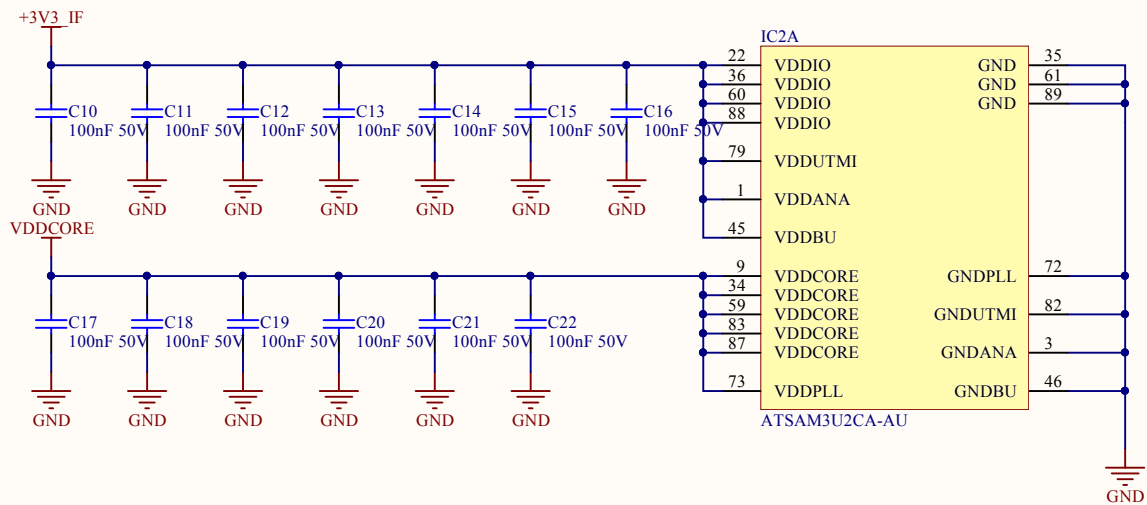 +3V3_IF
IC2A
22 VDDIO GND 35
36 VDDIO GND 61
60 VDDIO GND 89
88 VDDIO
C10 C11 C12 C13 C14 C15 C16
100nF 50V 100nF 50V 100nF 50V 100nF 50V 100nF 50V 100nF 50V 100nF 50V
79 VDDUTMI
1 VDDANA
GND GND GND GND GND GND GND
VDDCORE
45 VDDBU
9 VDDCORE GNDPLL 72
34 VDDCORE
59 VDDCORE GNDUTMI 82
C17 C18 C19 C20 C21 C22
83 VDDCORE
100nF 50V 100nF 50V 100nF 50V 100nF 50V 100nF 50V 100nF 50V
87 VDDCORE GNDANA 3
73 VDDPLL GNDBU 46
GND GND GND GND GND GND
ATSAM3U2CA-AU
GND